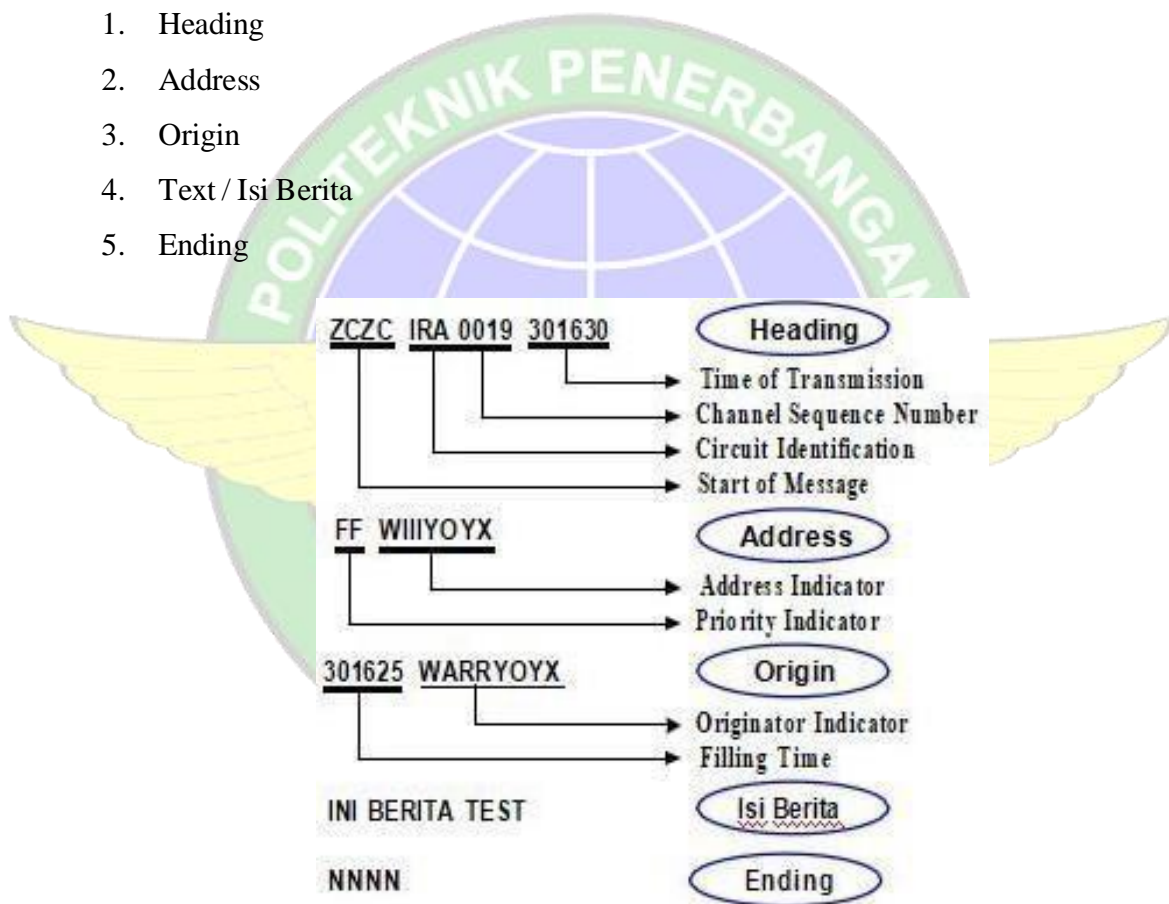 1. Heading
2. Address
3. Origin
4. Text / Isi Berita
5. Ending
POLITEKNIK PENERBANGAN
ZCZC IRA 0019 301630 Heading
Time of Transmission
Channel Sequence Number
Circuit Identification
Start of Message
FF WIIIYOYX Address
Address Indicator
Priority Indicator
301625 WARRYOYX Origin
Originator Indicator
Filling Time
INI BERITA TEST Isi Berita
NNNN Ending